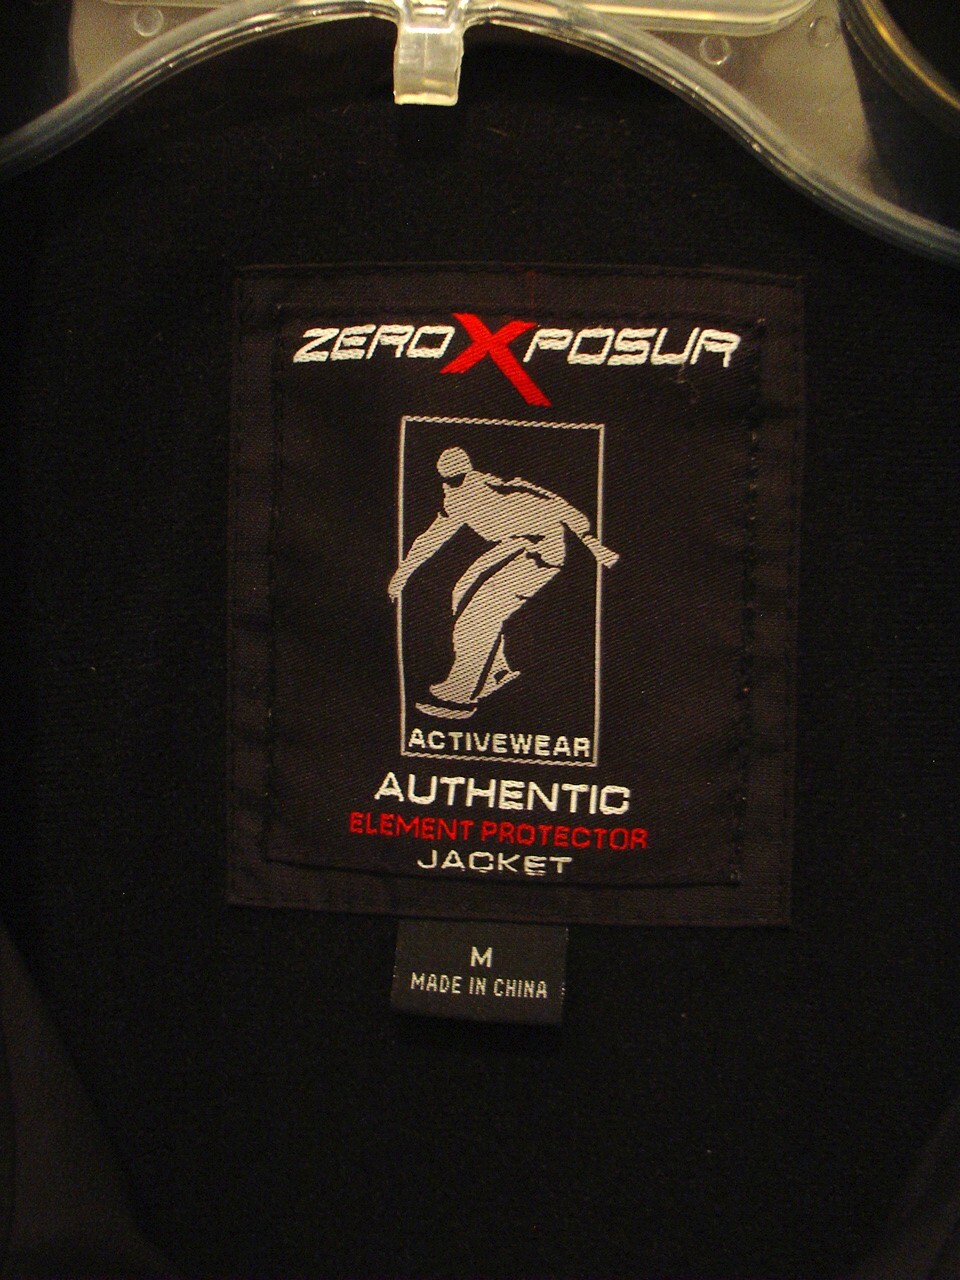 ZEROXPOSUR
ACTIVEWEAR
AUTHENTIC
ELEMENT PROTECTOR
JACKET
M
MADE IN CHINA